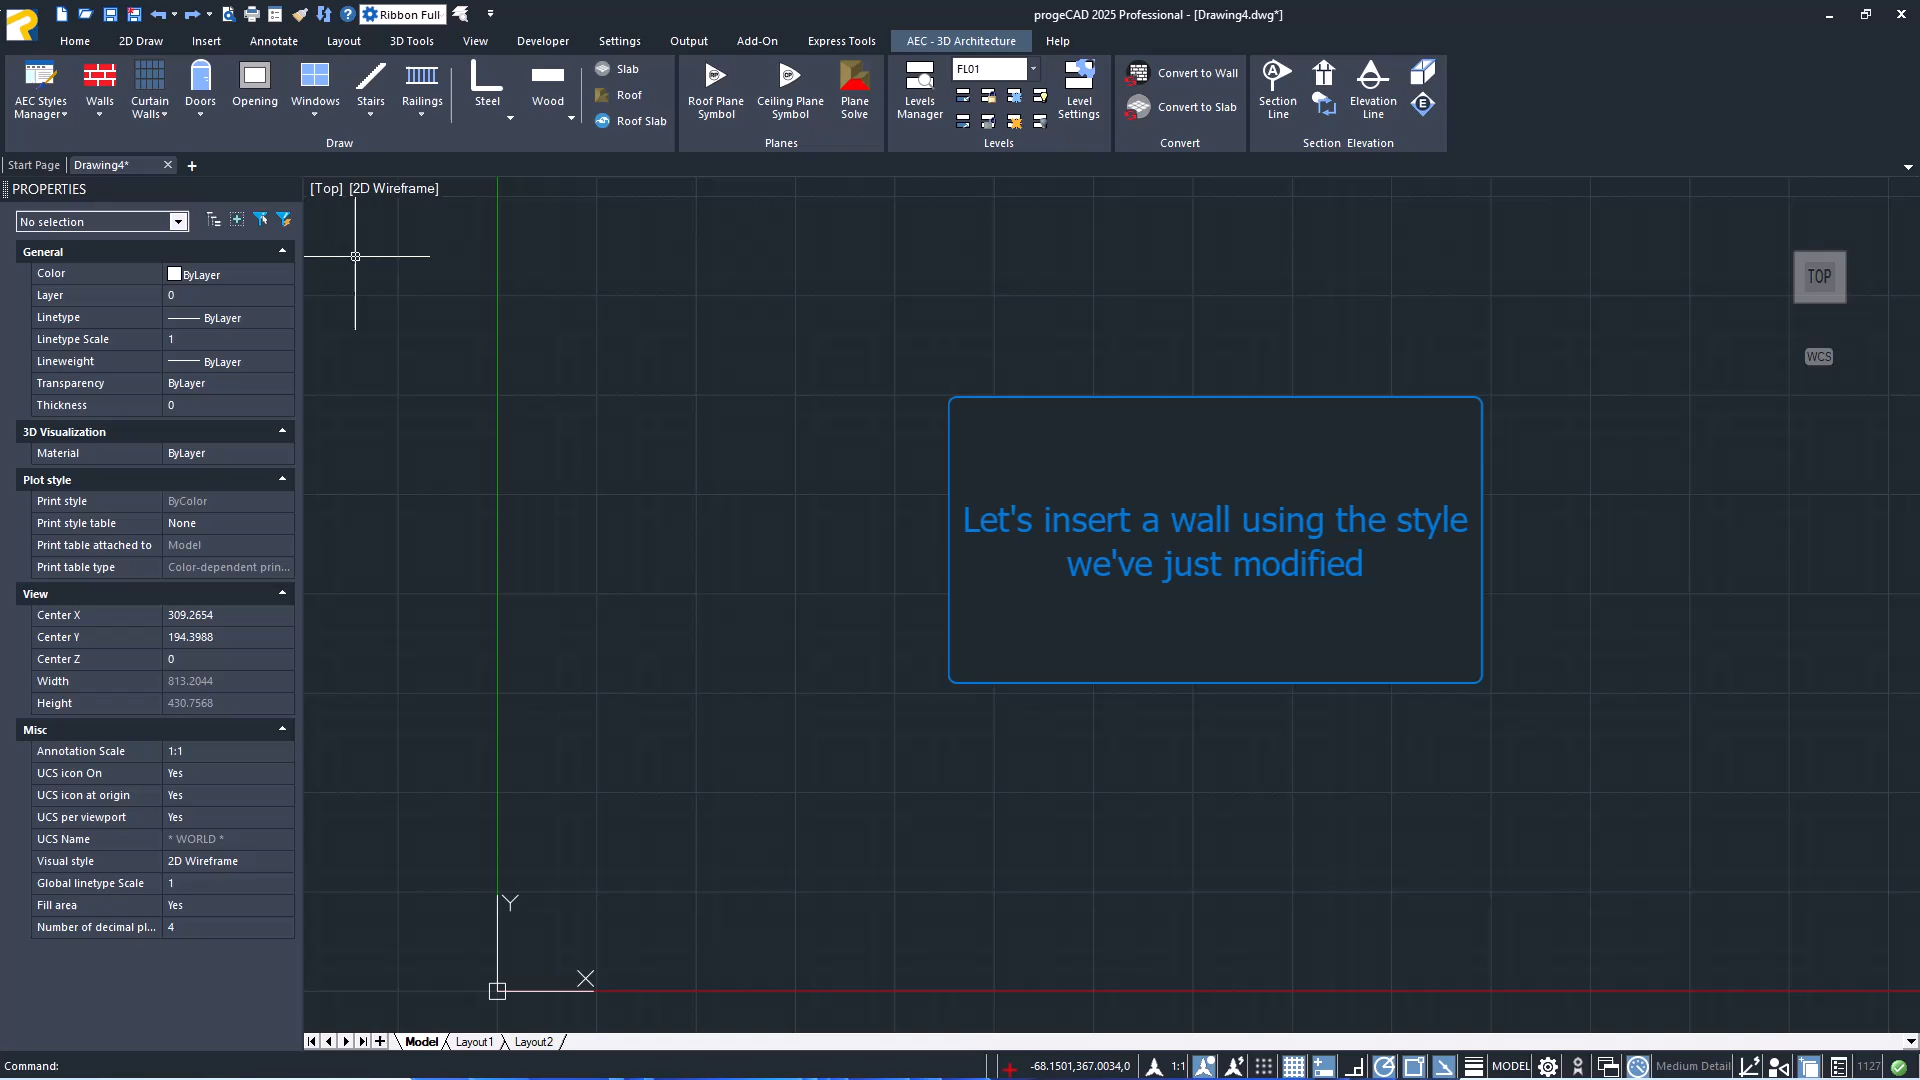 Ribbon Full
progeCAD 2025 Professional - [Drawing4.dwg*]
Home
2D Draw
Insert
Annotate
Layout
3D Tools
View
Developer
Settings
Output
Add-On
Express Tools
AEC - 3D Architecture
Help
AEC Styles
Manager
Walls
Curtain
Walls
Doors
Opening
Windows
Stairs
Railings
Steel
Wood
Slab
Roof
Roof Slab
Draw
Roof Plane
Symbol
Ceiling Plane
Symbol
Plane
Solve
Planes
Levels
Manager
FL01
Level
Settings
Levels
Convert to Wall
Convert to Slab
Convert
Section
Line
Elevation
Line
Section Elevation
Start Page
Drawing4*
PROPERTIES
No selection
General
Color ByLayer
Layer 0
Linetype ByLayer
Linetype Scale 1
Lineweight ByLayer
Transparency ByLayer
Thickness 0
3D Visualization
Material ByLayer
Plot style
Print style ByColor
Print style table None
Print table attached to Model
Print table type Color-dependent prin...
View
Center X 309.2654
Center Y 194.3988
Center Z 0
Width 813.2044
Height 430.7568
Misc
Annotation Scale 1:1
UCS icon On Yes
UCS icon at origin Yes
UCS per viewport Yes
UCS Name * WORLD *
Visual style 2D Wireframe
Global linetype Scale 1
Fill area Yes
Number of decimal pl... 4
[Top] [2D Wireframe]
TOP
WCS
Let's insert a wall using the style
we've just modified
Y
X
Model
Layout1
Layout2
Command:
-68.1501,367.0034,0
1:1
MODEL
Medium Detail
1127